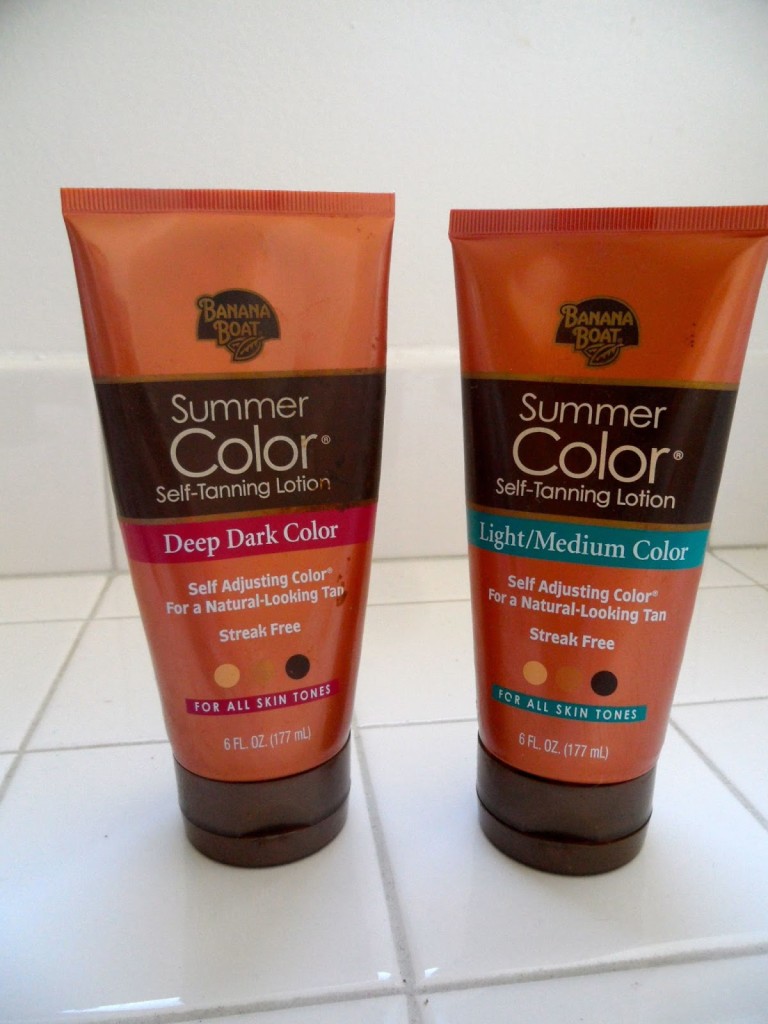 BANANA
BOAT
Summer
Color®
Self-Tanning Lotion
Deep Dark Color
Self Adjusting Color®
For a Natural-Looking Tan
Streak Free
FOR ALL SKIN TONES
6 FL. OZ. (177 mL)
BANANA
BOAT
Summer
Color®
Self-Tanning Lotion
Light/Medium Color
Self Adjusting Color®
For a Natural-Looking Tan
Streak Free
FOR ALL SKIN TONES
6 FL. OZ. (177 mL)